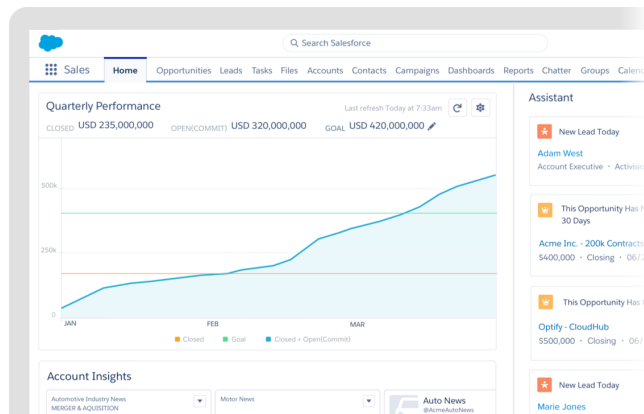 Search Salesforce
Sales Home Opportunities Leads Tasks Files Accounts Contacts Campaigns Dashboards Reports Chatter Groups
Quarterly Performance
Last refresh Today at 7:33am
CLOSED USD 235,000,000 OPEN(COMMIT) USD 320,000,000 GOAL USD 420,000,000
500k
250k
0
JAN FEB MAR
Closed Goal Closed + Open(Commit)
Account Insights
Automotive Industry News
MERGER & AQUISITION
Motor News
Auto News
@AcmeAutoNews
Assistant
New Lead Today
Adam West
Account Executive •
This Opportunity Has
30 Days
Acme Inc. - 200k Contracts
$400,000 • Closing •
This Opportunity Has
Optify - CloudHub
$500,000 • Closing •
New Lead Today
Marie Jones